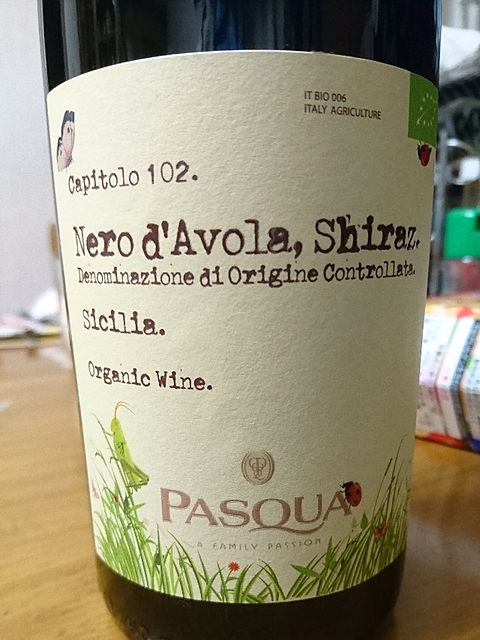 IT BIO 006
ITALY AGRICULTURE
Capitolo 102.
Nero d'Avola, Shiraz.
Denominazione di Origine Controllata.
Sicilia.
Organic Wine.
PASQUA
A FAMILY PASSION